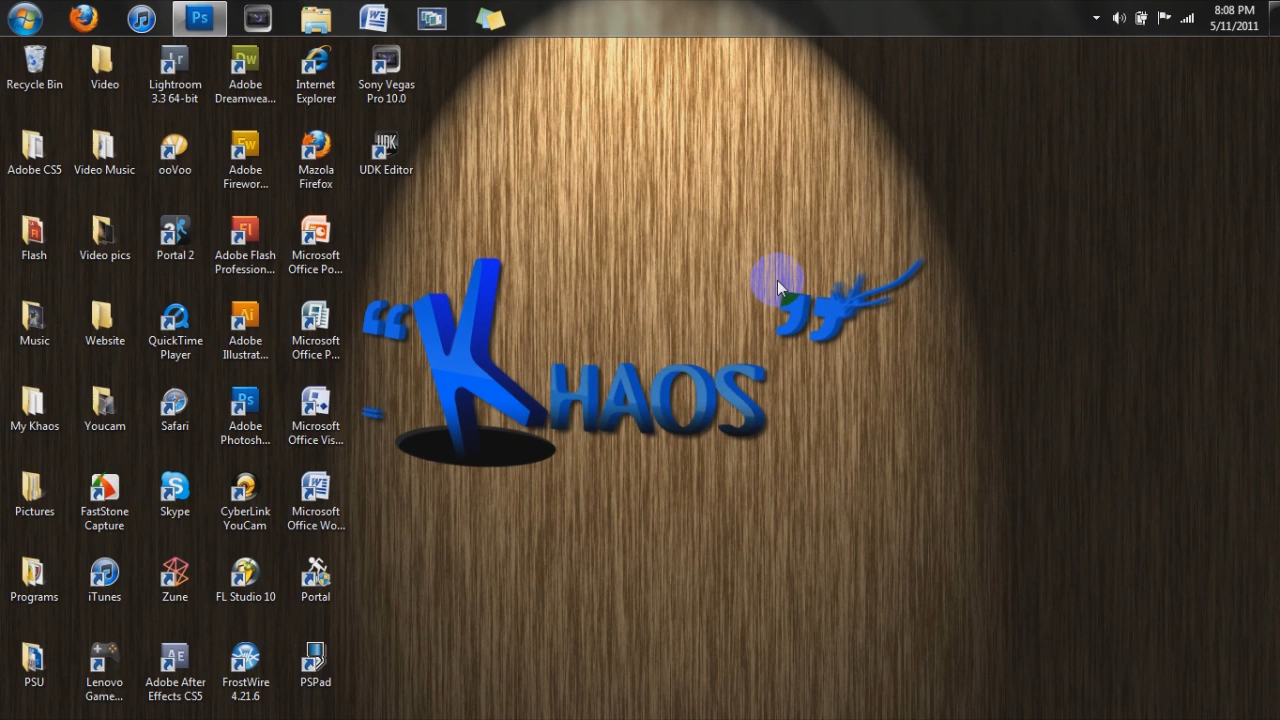 Ps
8:08 PM
5/11/2011
Recycle Bin
Video
Lightroom
3.3 64-bit
Adobe
Dreamwea...
Internet
Explorer
Sony Vegas
Pro 10.0
Adobe CS5
Video Music
ooVoo
Adobe
Firewor...
Mazola
Firefox
UDK Editor
Flash
Video pics
Portal 2
Adobe Flash
Profession...
Microsoft
Office Po...
Music
Website
QuickTime
Player
Adobe
Illustrat...
Microsoft
Office P...
My Khaos
Youcam
Safari
Adobe
Photosh...
Microsoft
Office Vis...
Pictures
FastStone
Capture
Skype
CyberLink
YouCam
Microsoft
Office Wo...
Programs
iTunes
Zune
FL Studio 10
Portal
PSU
Lenovo
Game...
Adobe After
Effects CS5
FrostWire
4.21.6
PSPad
“KHAOS”